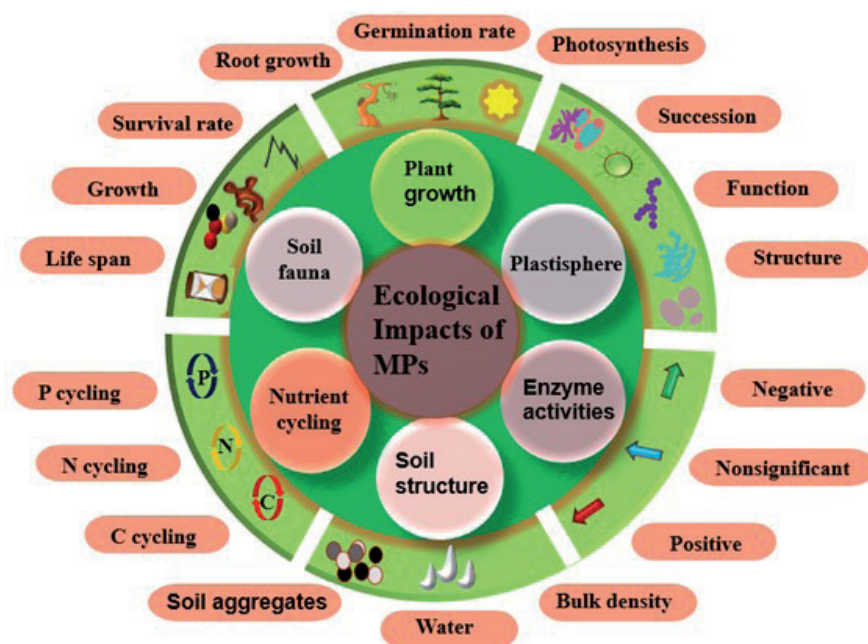 Germination rate
Photosynthesis
Root growth
Succession
Survival rate
Function
Growth
Structure
Life span
Plant
growth
Soil
fauna
Plastisphere
Ecological
Impacts of
MPs
Nutrient
cycling
Enzyme
activities
Soil
structure
P
N
C
P cycling
Negative
N cycling
Nonsignificant
C cycling
Positive
Soil aggregates
Water
Bulk density